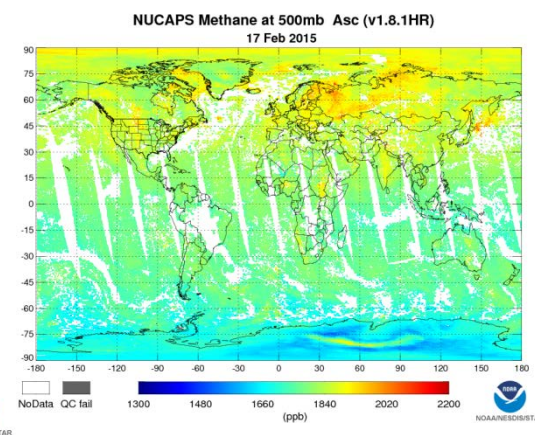 NUCAPS Methane at 500mb Asc (v1.8.1HR)
17 Feb 2015
90
75
60
45
30
15
0
-15
-30
-45
-60
-75
-90
-180 -150 -120 -90 -60 -30 0 30 60 90 120 150 180
NoData QC fail 1300 1480 1660 1840 2020 2200
(ppb)
NOAA
NOAA/NESDIS/ST
TAR